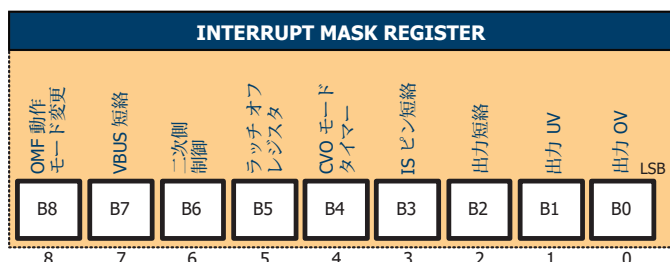 INTERRUPT MASK REGISTER
OMF 動作
モード変更
VBUS 短絡
二次側
制御
ラッチ オフ
レジスタ
CVO モード
タイマー
IS ピン短絡
出力短絡
出力 UV
出力 OV
LSB
B8 B7 B6 B5 B4 B3 B2 B1 B0
8 7 6 5 4 3 2 1 0